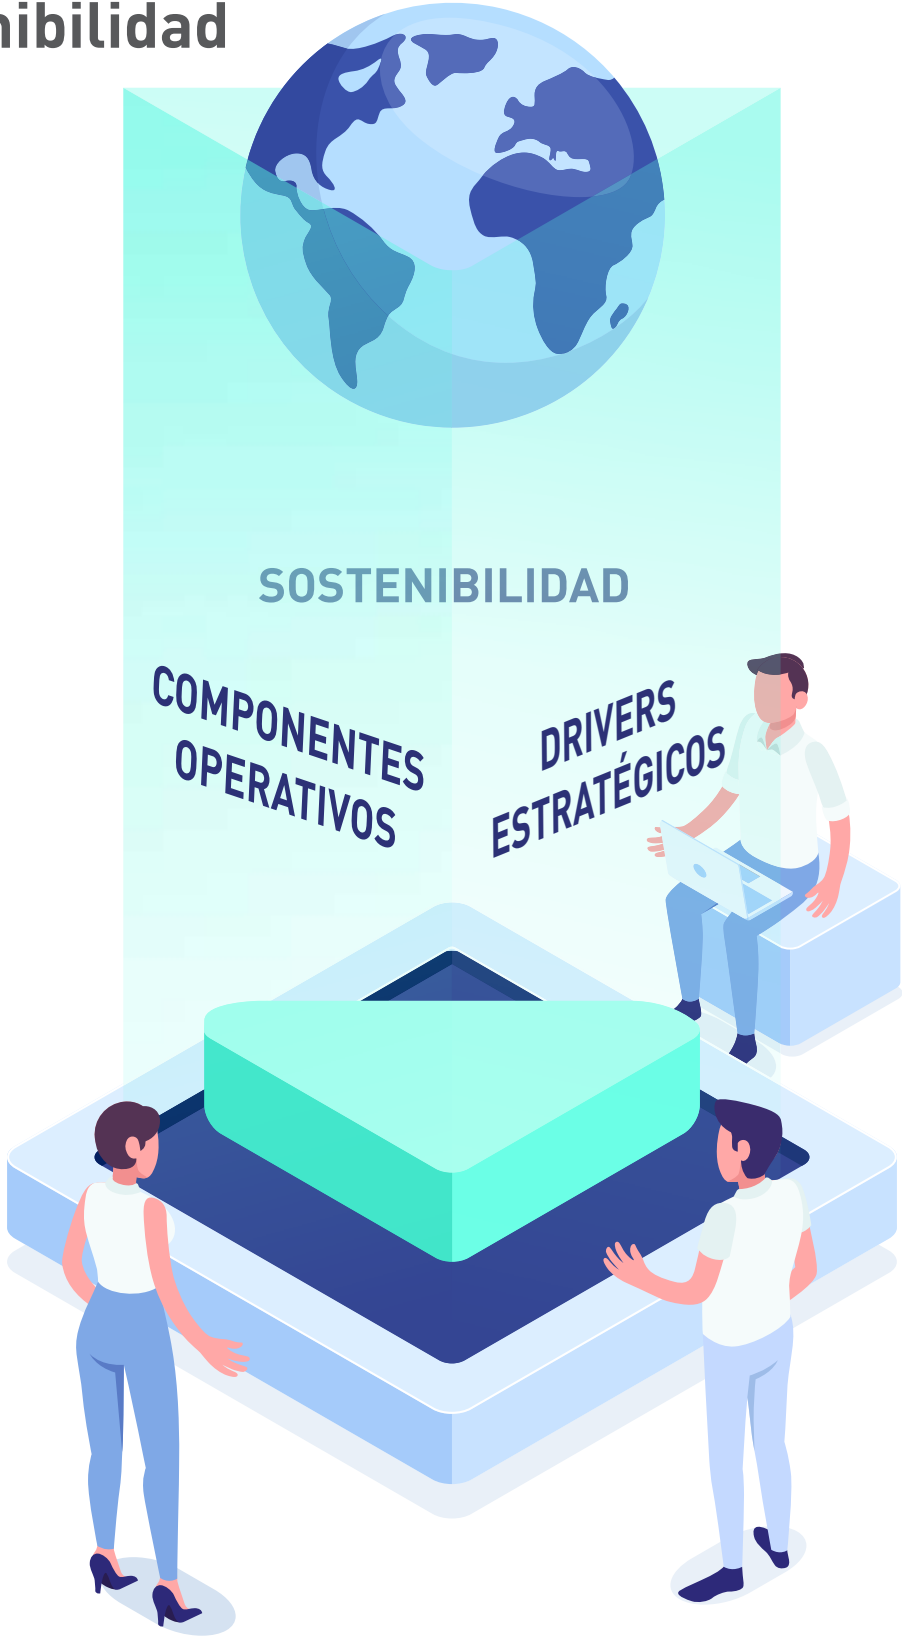 nibilidad
SOSTENIBILIDAD
COMPONENTES
OPERATIVOS
DRIVERS
ESTRATÉGICOS